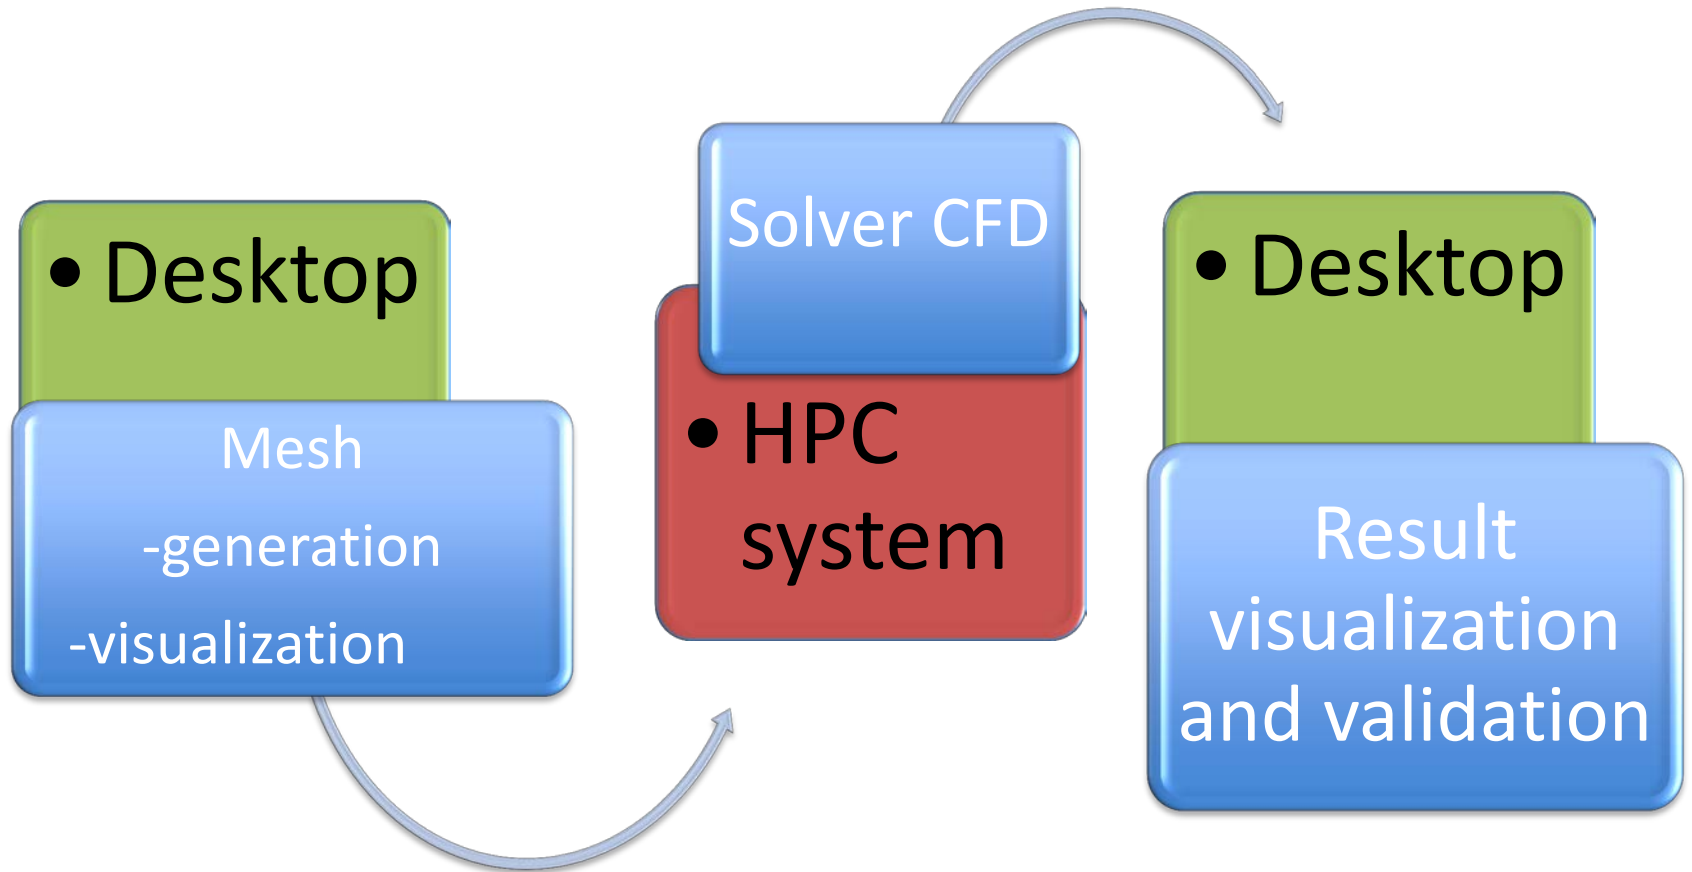 • Desktop
Mesh
-generation
-visualization
Solver CFD
• HPC
system
• Desktop
Result
visualization
and validation